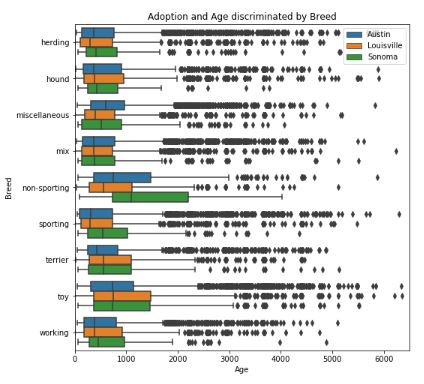 Adoption and Age discriminated by Breed
Austin
Louisville
Sonoma
Breed
herding
hound
miscellaneous
mix
non-sporting
sporting
terrier
toy
working
0 1000 2000 3000 4000 5000 6000
Age